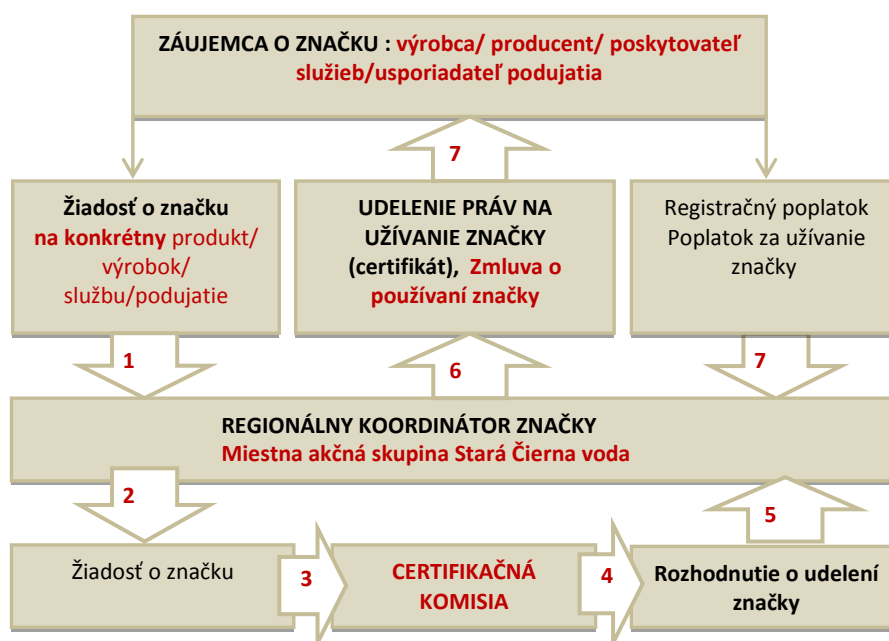 ZÁUJEMCA O ZNAČKU : výrobca/ producent/ poskytovateľ
služieb/usporiadateľ podujatia
7
Žiadosť o značku
na konkrétny produkt/
výrobok/
službu/podujatie
UDELENIE PRÁV NA
UŽÍVANIE ZNAČKY
(certifikát), Zmluva o
používaní značky
Registračný poplatok
Poplatok za užívanie
značky
1
6
7
REGIONÁLNY KOORDINÁTOR ZNAČKY
Miestna akčná skupina Stará Čierna voda
2
5
Žiadosť o značku
3
CERTIFIKAČNÁ
KOMISIA
4
Rozhodnutie o udelení
značky